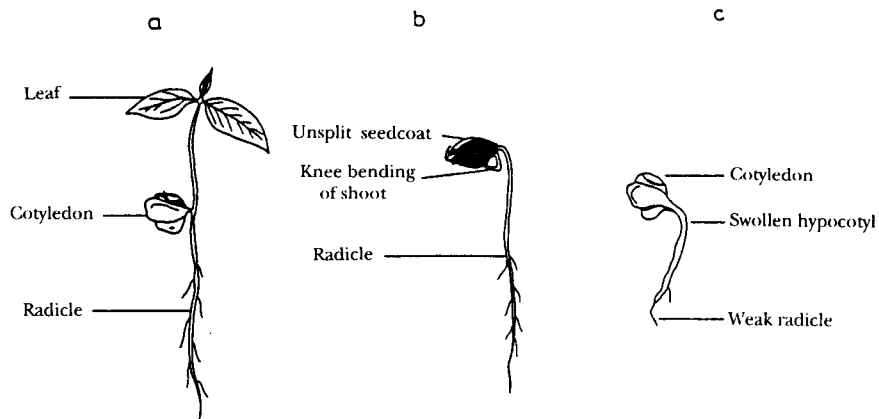 a
Leaf
Cotyledon
Radicle
b
Unsplit seedcoat
Knee bending
of shoot
Radicle
c
Cotyledon
Swollen hypocotyl
Weak radicle